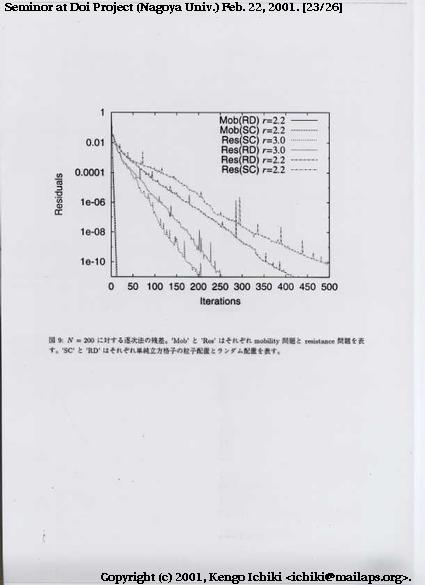 Seminor at Doi Project (Nagoya Univ.) Feb. 22, 2001. [23/26]
1
0.01
0.0001
1e-06
1e-08
1e-10
Residuals
Mob(RD) r=2.2
Mob(SC) r=2.2
Res(SC) r=3.0
Res(RD) r=3.0
Res(RD) r=2.2
Res(SC) r=2.2
0 50 100 150 200 250 300 350 400 450 500
Iterations
図 9: N = 200 に対する逐次法の残差。'Mob' と 'Res' はそれぞれ mobility 問題と resistance 問題を表
す。'SC' と 'RD' はそれぞれ単純立方格子の粒子配置とランダム配置を表す。
Copyright (c) 2001, Kengo Ichiki <ichiki@mailaps.org>.